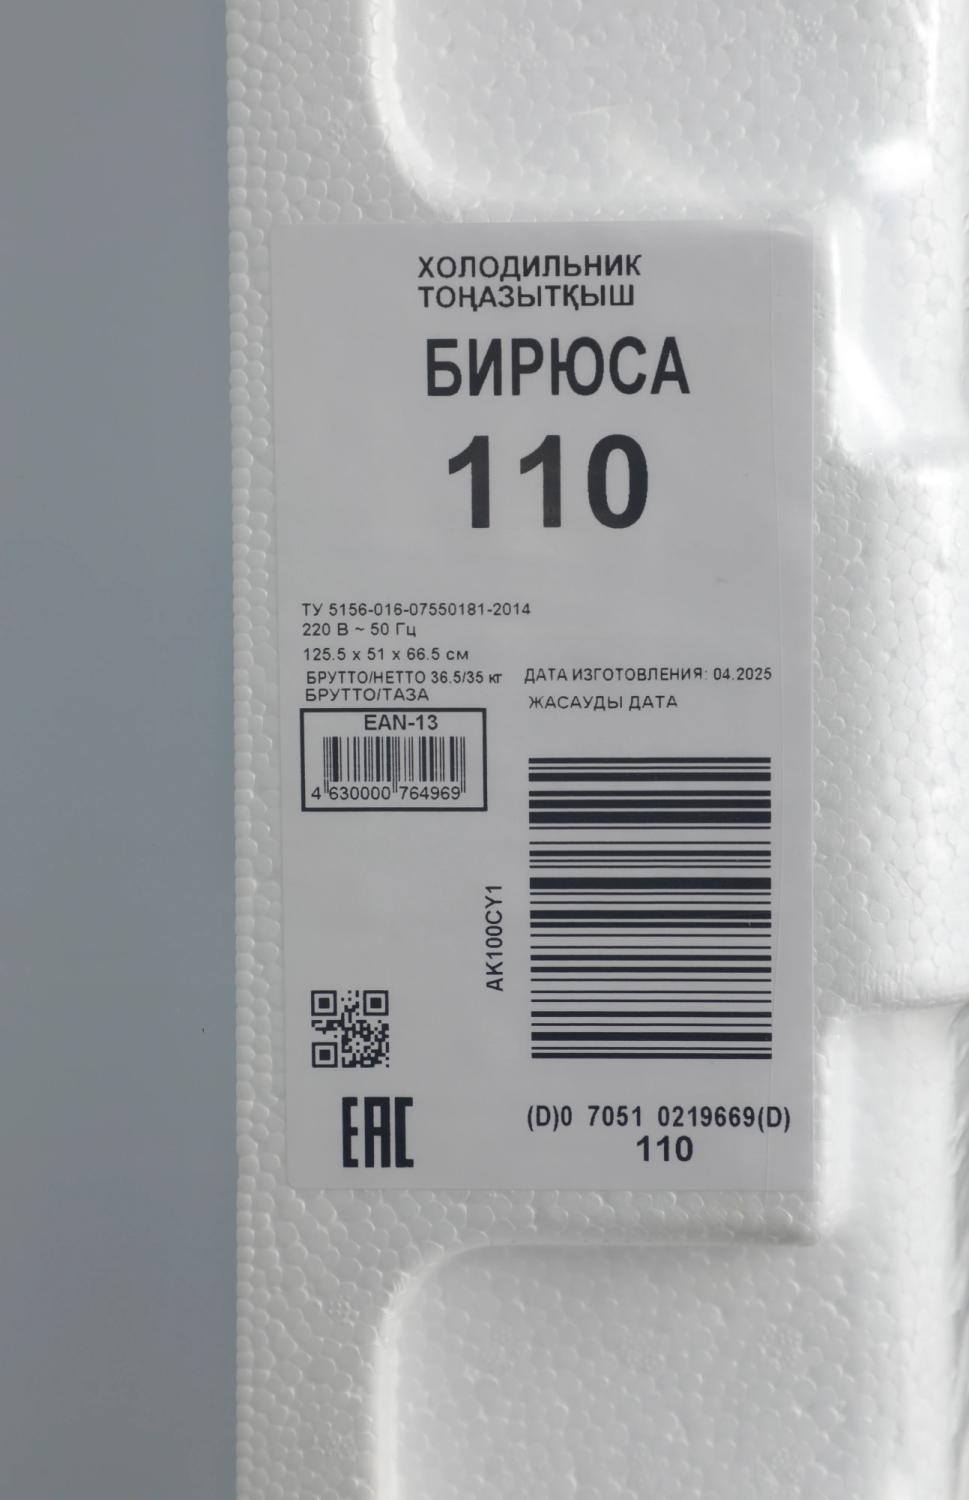 ХОЛОДИЛЬНИК
ТОҢАЗЫТҚЫШ
БИРЮСА
110
ТУ 5156-016-07550181-2014
220 В ~ 50 Гц
125.5 x 51 x 66.5 см
БРУТТО/НЕТТО 36.5/35 кг
БРУТТО/ТАЗА
ДАТА ИЗГОТОВЛЕНИЯ: 04.2025
ЖАСАУДЫ ДАТА
EAN-13
4 630000 764969
AK100CY1
EAC
(D)0 7051 0219669(D)
110